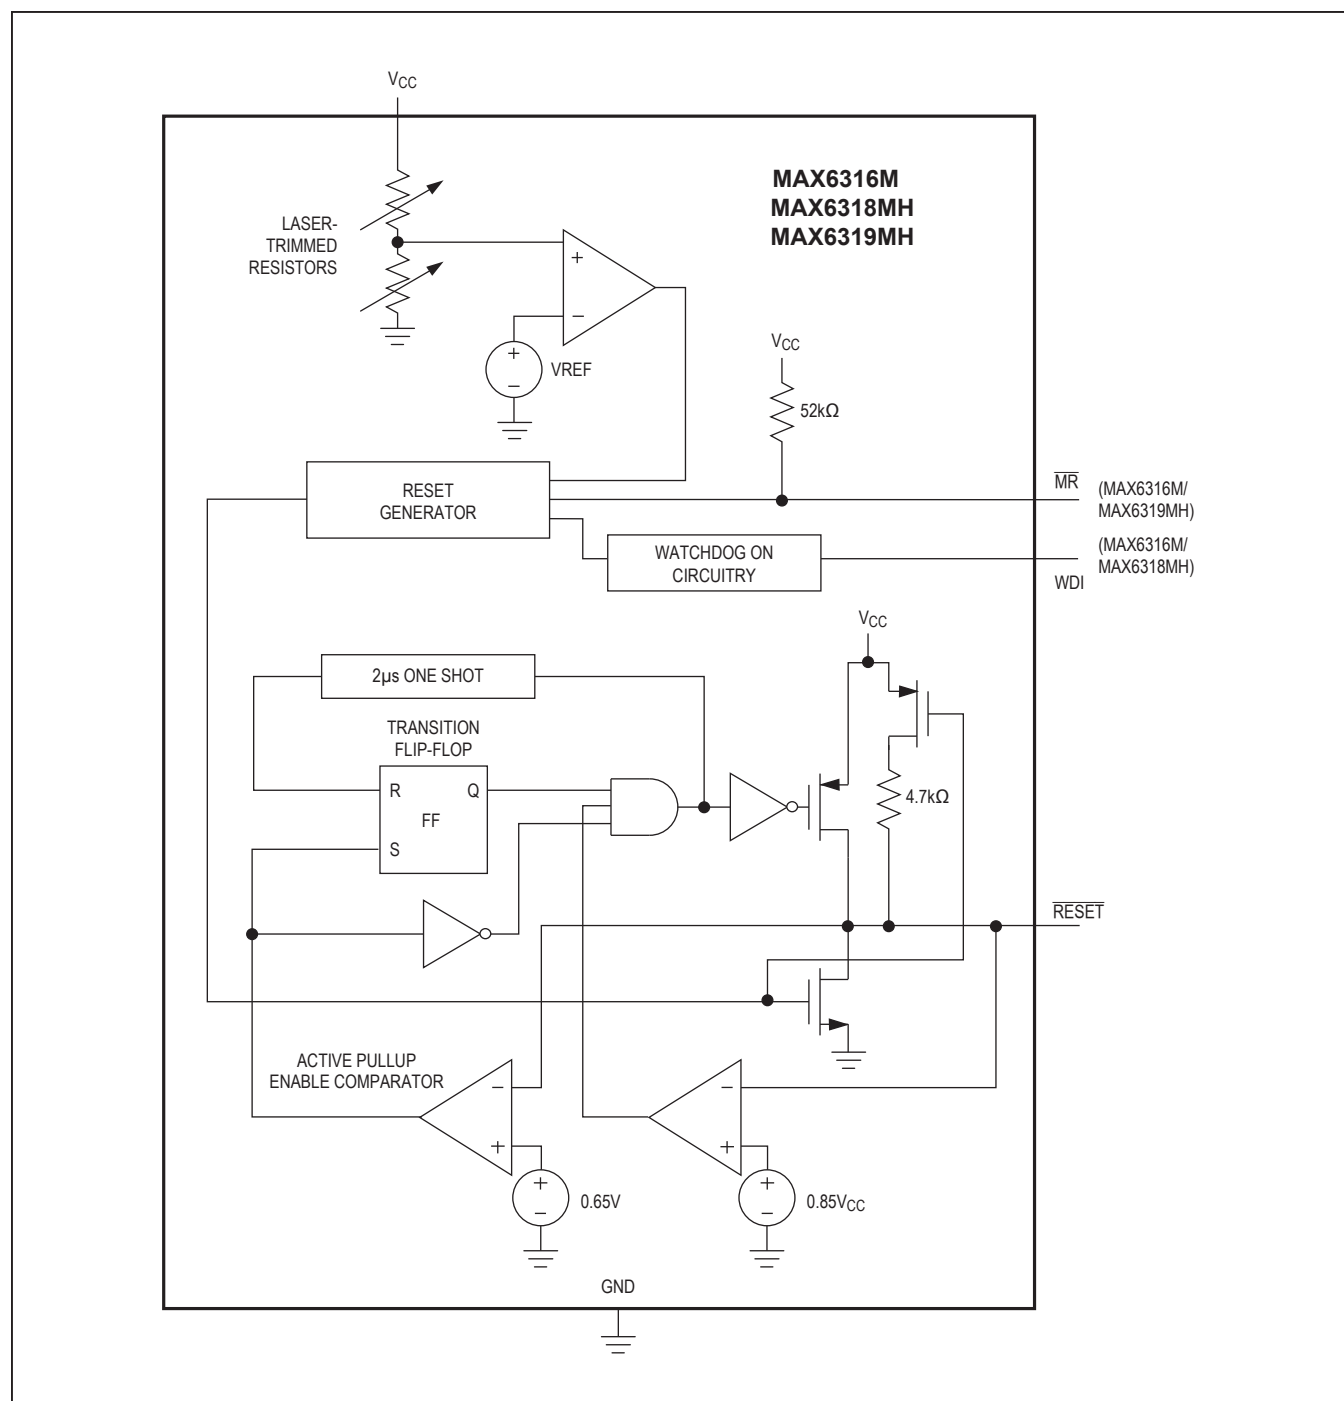 VCC
MAX6316M
MAX6318MH
MAX6319MH
LASER-
TRIMMED
RESISTORS
+
−
+
−
VREF
VCC
52kΩ
RESET
GENERATOR
MR
(MAX6316M/
MAX6319MH)
WATCHDOG ON
CIRCUITRY
(MAX6316M/
MAX6318MH)
WDI
VCC
2µs ONE SHOT
TRANSITION
FLIP-FLOP
R
Q
FF
S
4.7kΩ
RESET
ACTIVE PULLUP
ENABLE COMPARATOR
−
+
−
+
+
−
0.65V
+
−
0.85VCC
GND